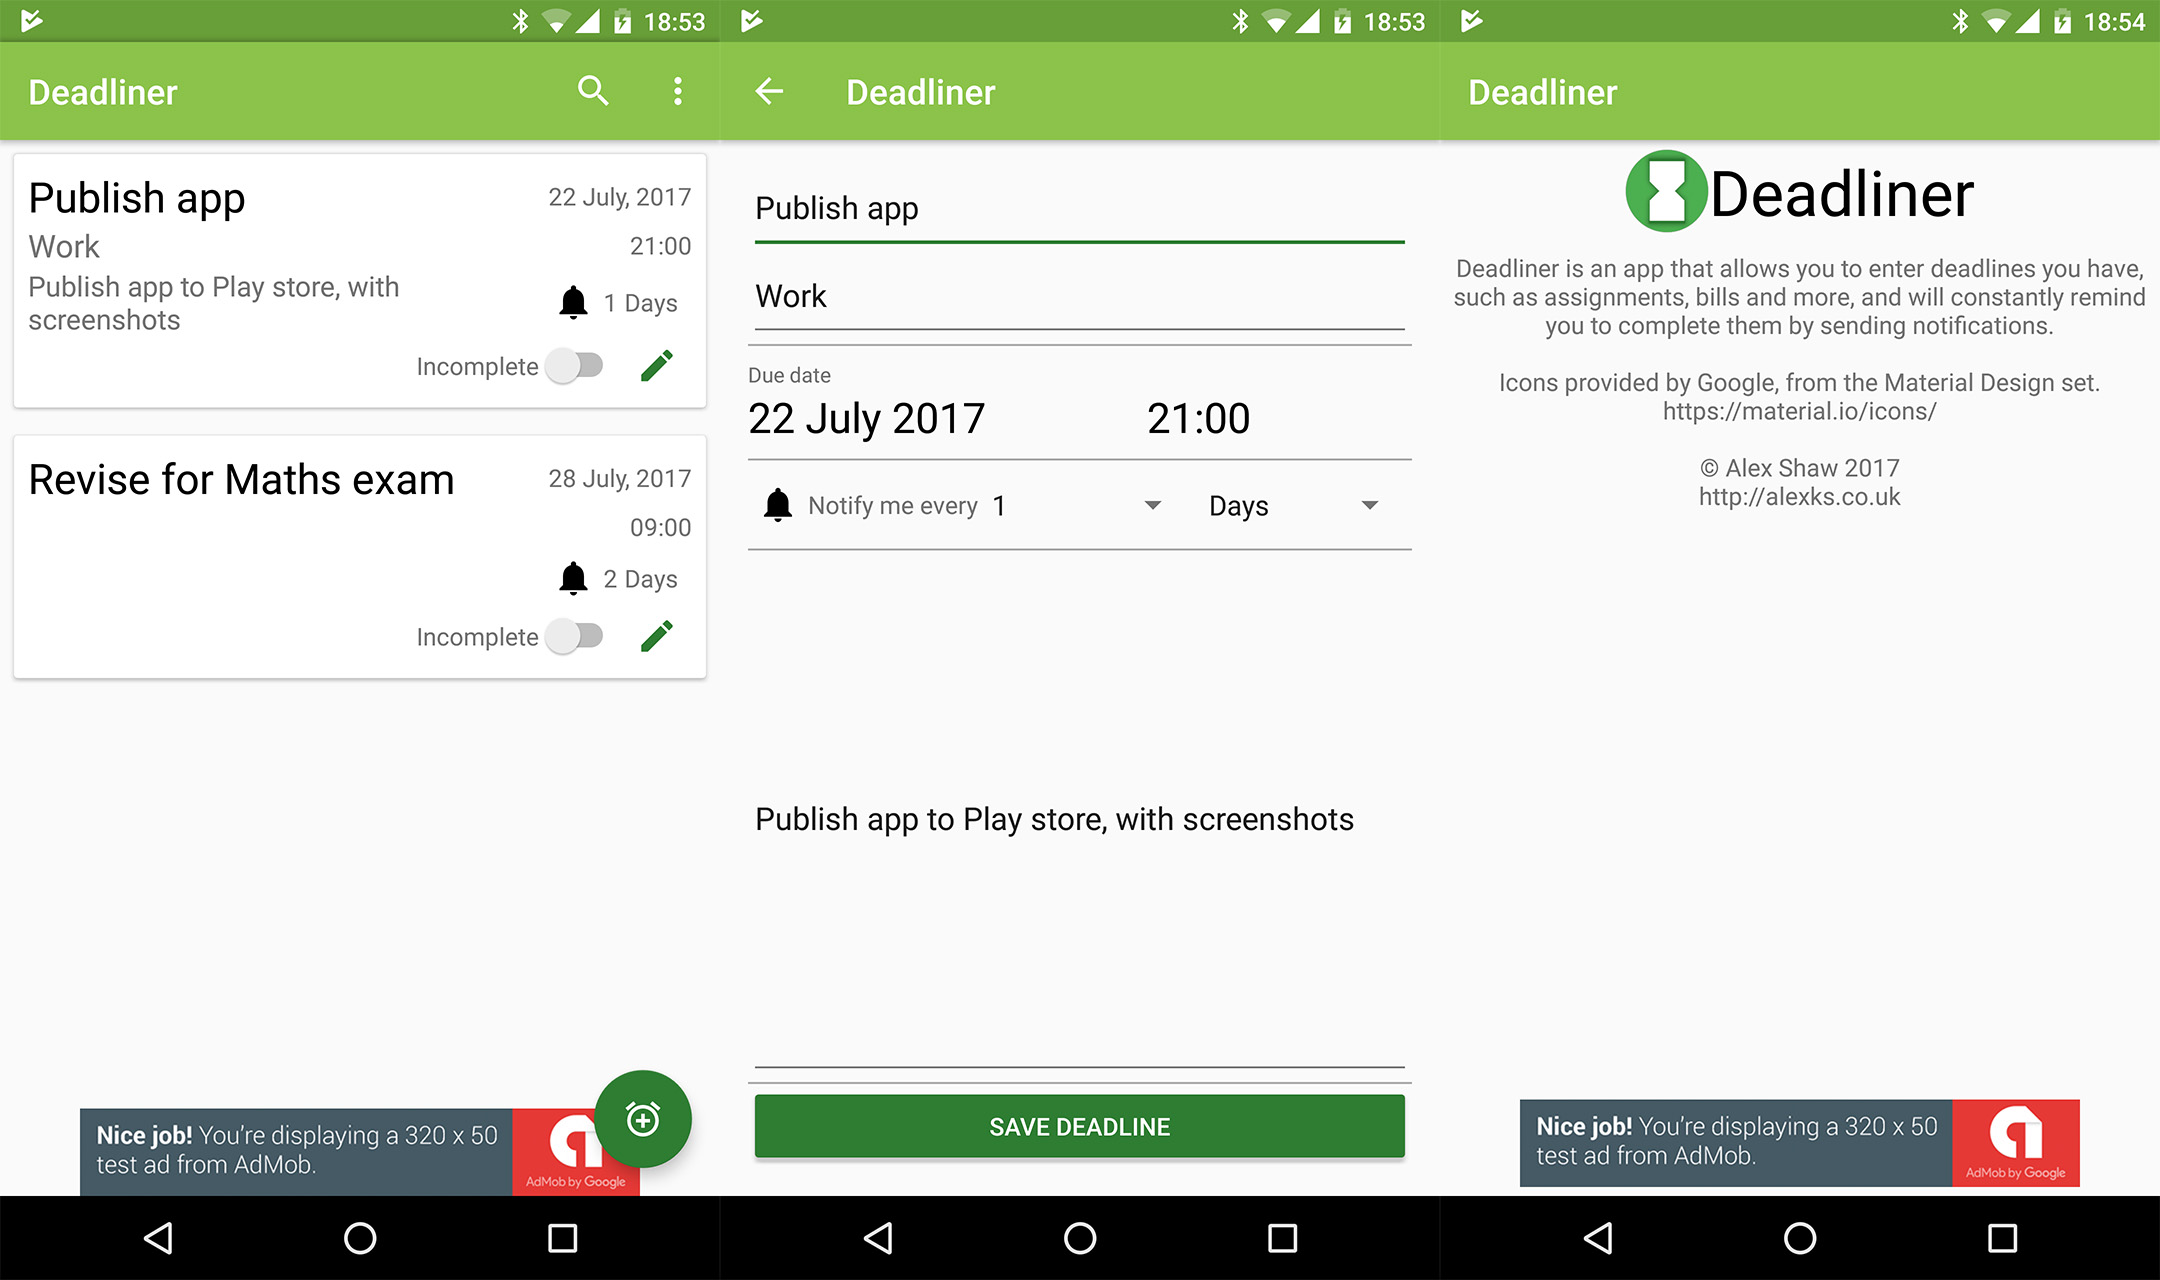 18:53
Deadliner
Publish app
22 July, 2017
Work
21:00
Publish app to Play store, with
screenshots
1 Days
Incomplete
Revise for Maths exam
28 July, 2017
09:00
2 Days
Incomplete
Nice job! You're displaying a 320 x 50
test ad from AdMob.
AdMob by Google
18:53
Deadliner
Publish app
Work
Due date
22 July 2017
21:00
Notify me every 1
Days
Publish app to Play store, with screenshots
SAVE DEADLINE
18:54
Deadliner
Deadliner
Deadliner is an app that allows you to enter deadlines you have,
such as assignments, bills and more, and will constantly remind
you to complete them by sending notifications.
Icons provided by Google, from the Material Design set.
https://material.io/icons/
© Alex Shaw 2017
http://alexks.co.uk
Nice job! You're displaying a 320 x 50
test ad from AdMob.
AdMob by Google